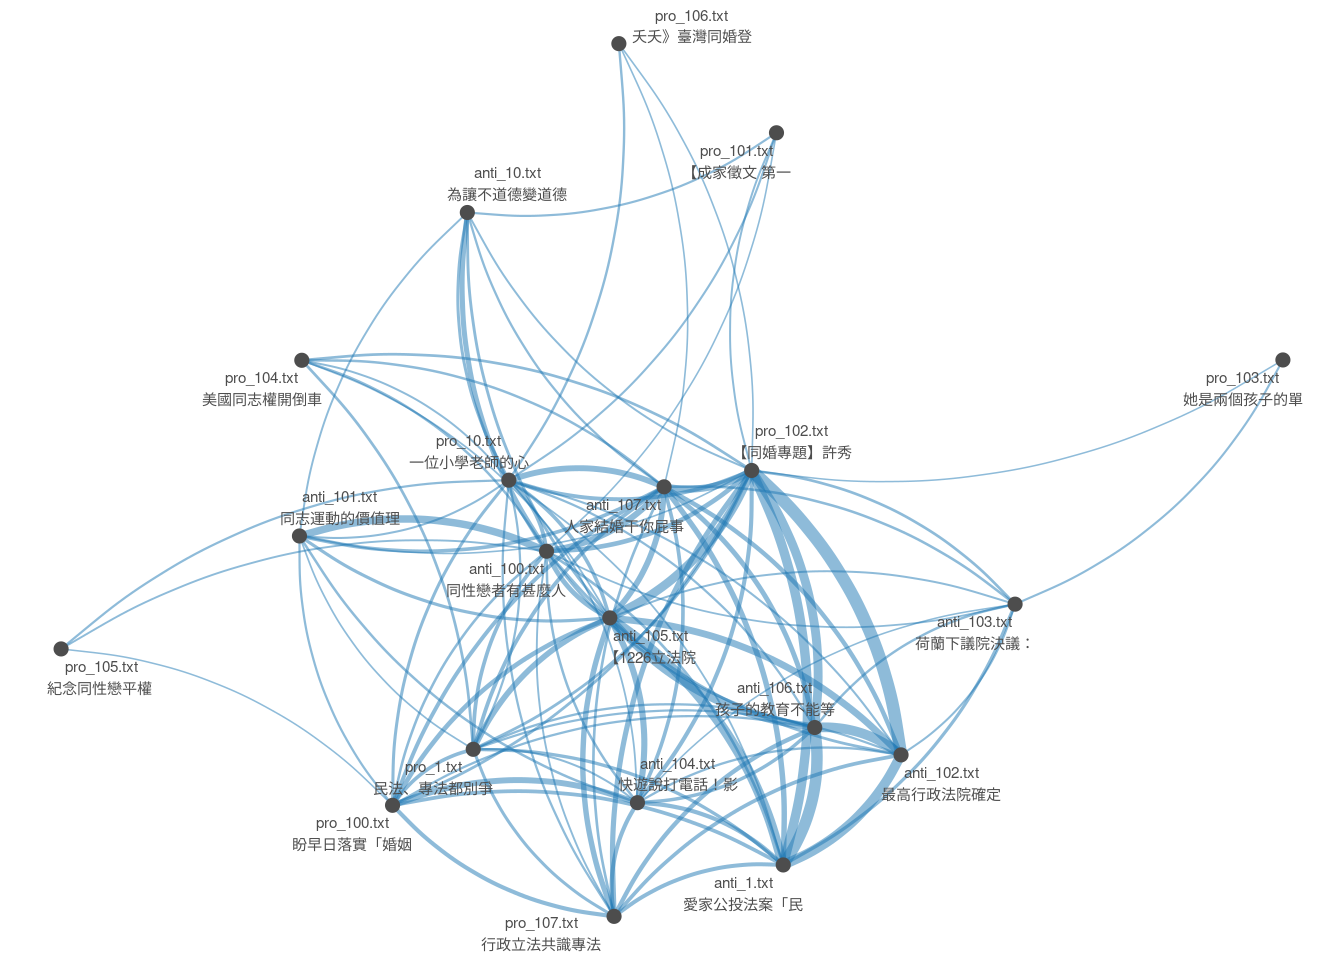 pro_106.txt
夭夭》臺灣同婚登
pro_101.txt
【成家徵文 第一
anti_10.txt
為讓不道德變道德
pro_104.txt
美國同志權開倒車
pro_103.txt
她是兩個孩子的單
pro_102.txt
【同婚專題】許秀
pro_10.txt
一位小學老師的心
anti_101.txt
同志運動的價值理
anti_107.txt
人家結婚干你屁事
anti_100.txt
同性戀者有甚麼人
anti_103.txt
荷蘭下議院決議：
anti_105.txt
【1226立法院
pro_105.txt
紀念同性戀平權
anti_106.txt
孩子的教育不能等
pro_1.txt
民法、專法都別爭
anti_104.txt
快遊說打電話！影
anti_102.txt
最高行政法院確定
pro_100.txt
盼早日落實「婚姻
anti_1.txt
愛家公投法案「民
pro_107.txt
行政立法共識專法